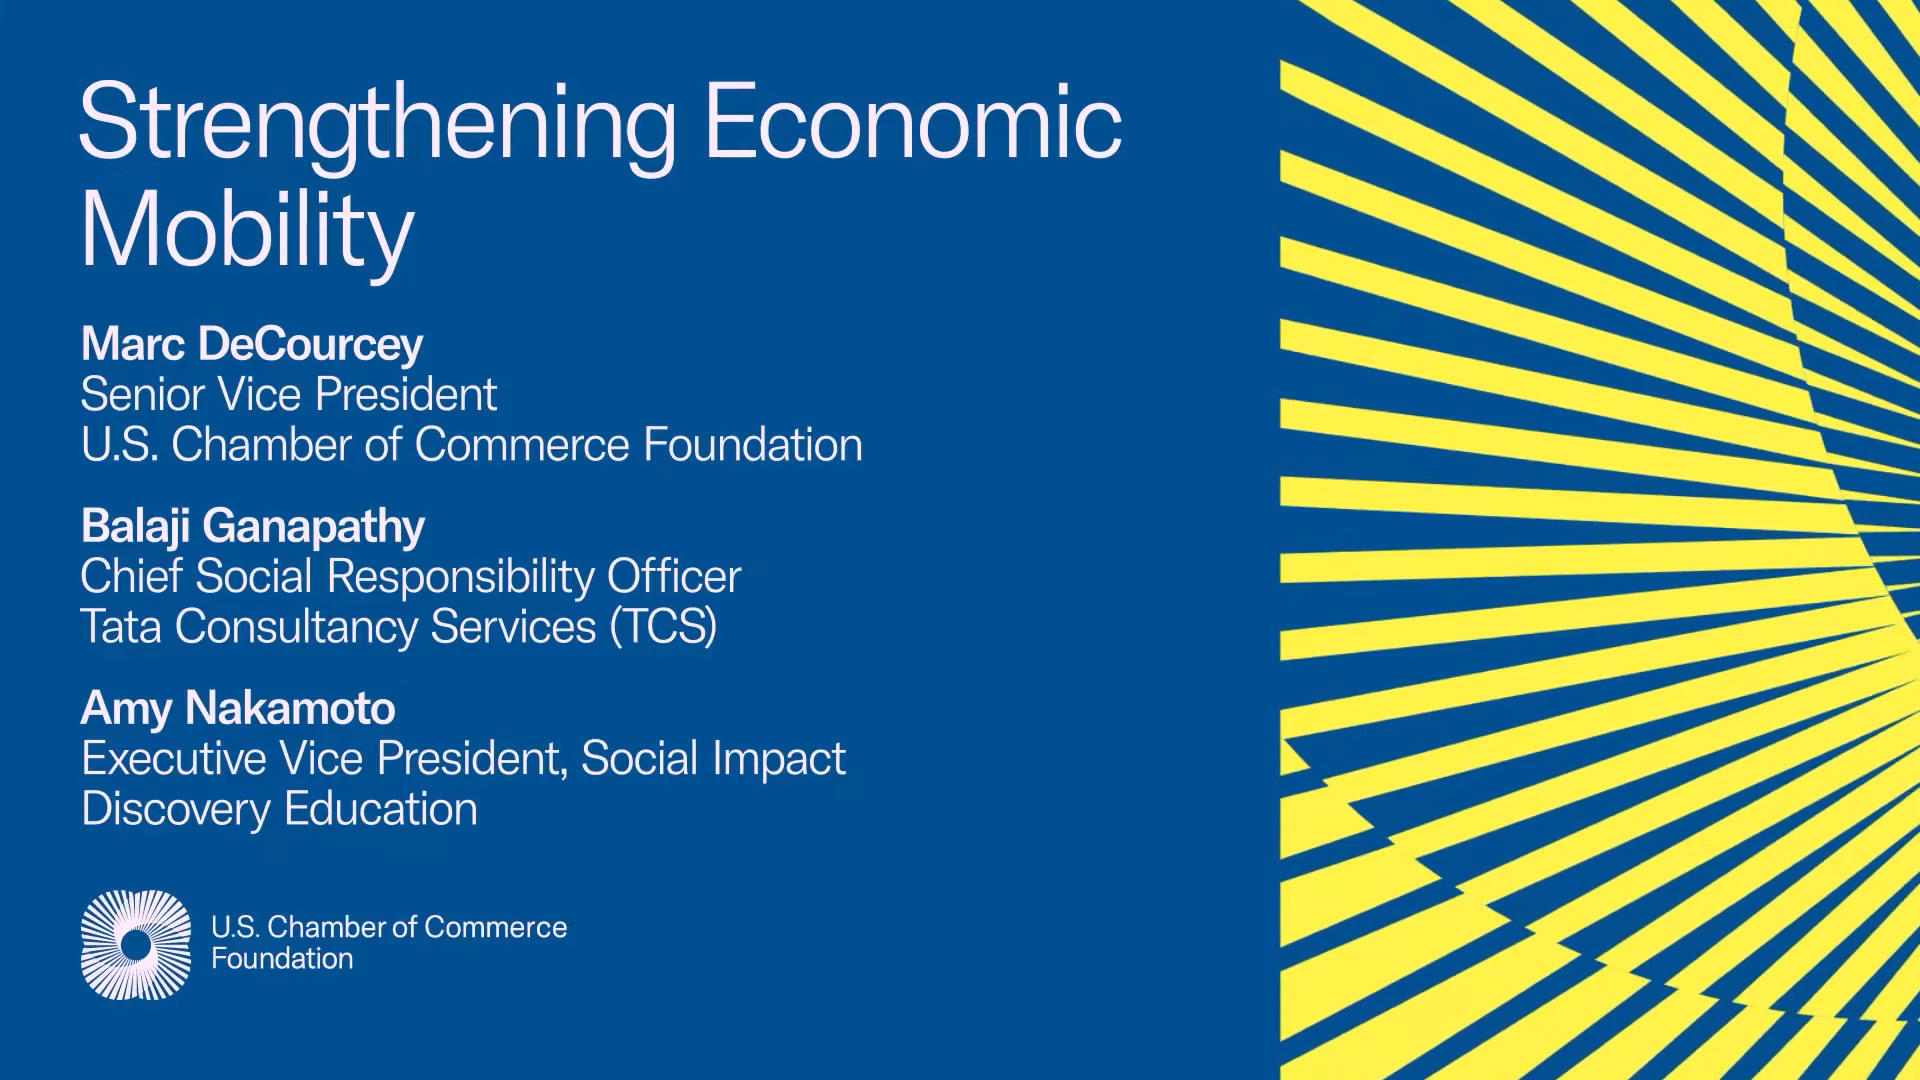 Strengthening Economic
Mobility
Marc DeCourcey
Senior Vice President
U.S. Chamber of Commerce Foundation
Balaji Ganapathy
Chief Social Responsibility Officer
Tata Consultancy Services (TCS)
Amy Nakamoto
Executive Vice President, Social Impact
Discovery Education
U.S. Chamber of Commerce
Foundation